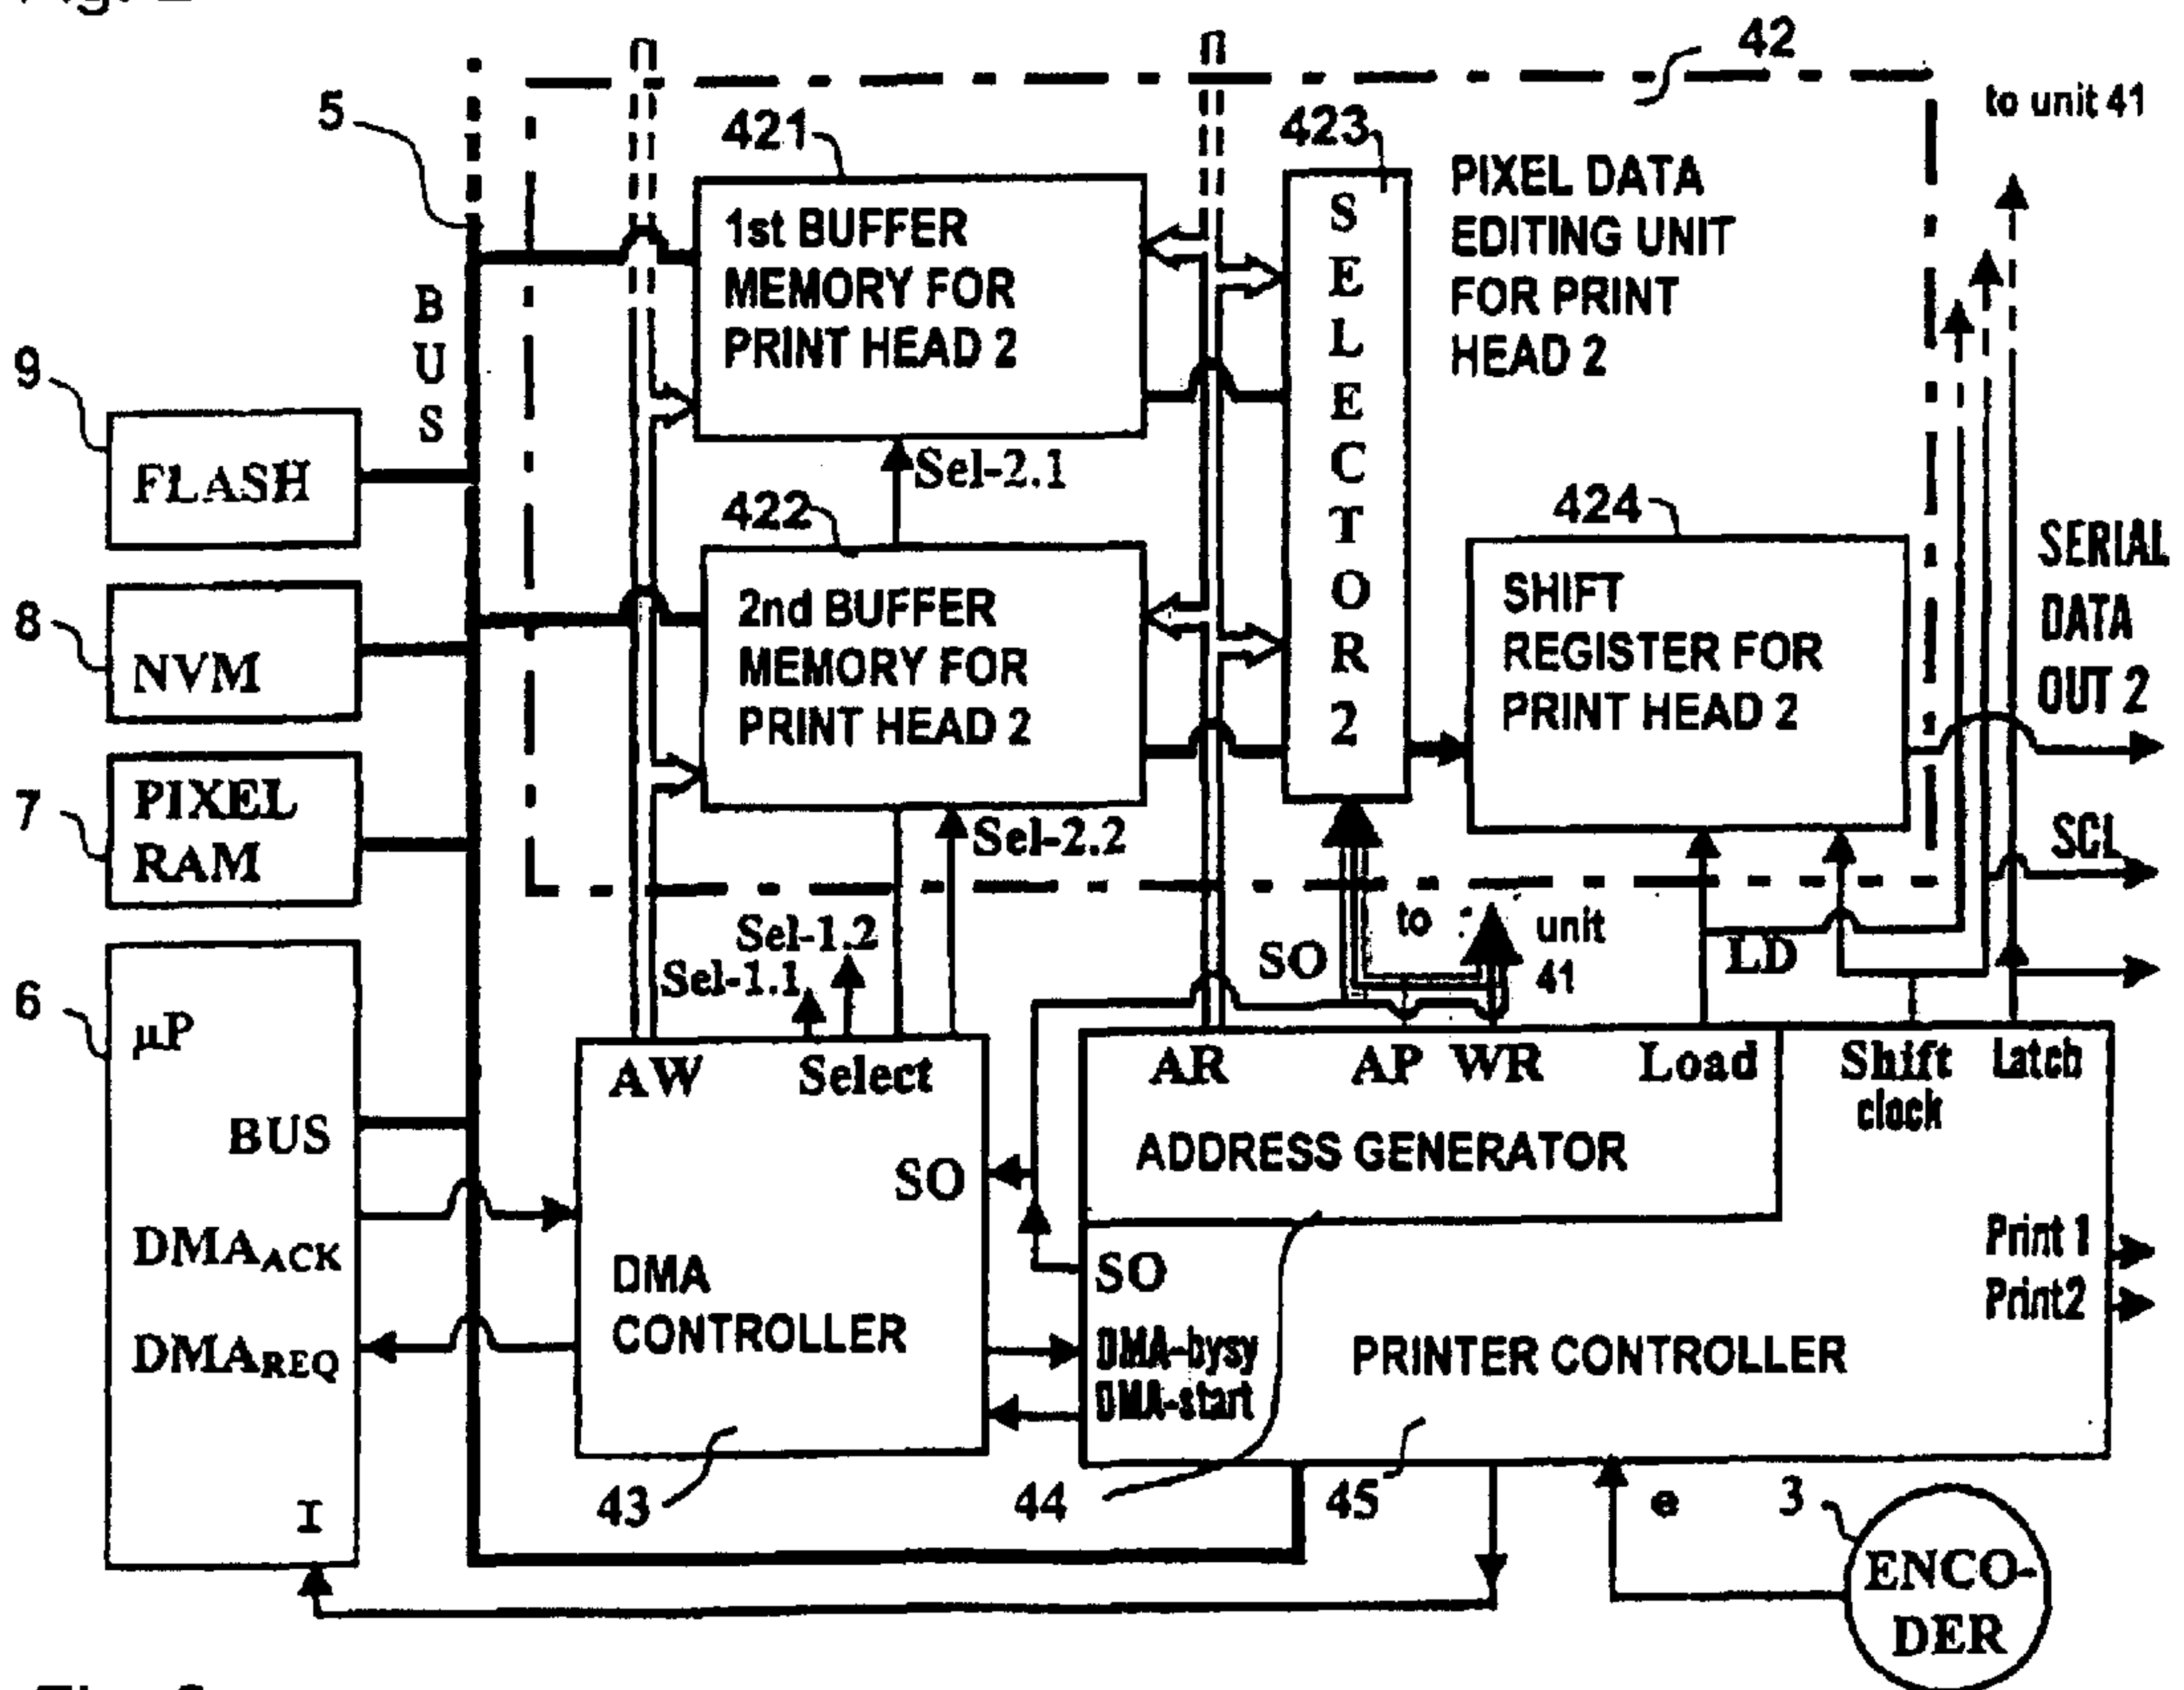 42
to unit 41
5
421
423
1st BUFFER
MEMORY FOR
PRINT HEAD 2
S
E
L
E
C
T
O
R
2
PIXEL DATA
EDITING UNIT
FOR PRINT
HEAD 2
B
U
S
9
FLASH
Sel-2.1
422
424
2nd BUFFER
MEMORY FOR
PRINT HEAD 2
SHIFT
REGISTER FOR
PRINT HEAD 2
SERIAL
DATA
OUT 2
8
NVM
7
PIXEL
RAM
Sel-2.2
SCL
Sel-1.2
Sel-1.1
SO
to unit
41
LD
6
µP
BUS
DMAACK
DMAREQ
I
AW
Select
SO
DMA
CONTROLLER
43
AR
AP
WR
Load
Shift
clock
Latch
ADDRESS GENERATOR
SO
DMA-bysy
DMA-start
PRINTER CONTROLLER
Print 1
Print2
44
45
e
3
ENCO-
DER